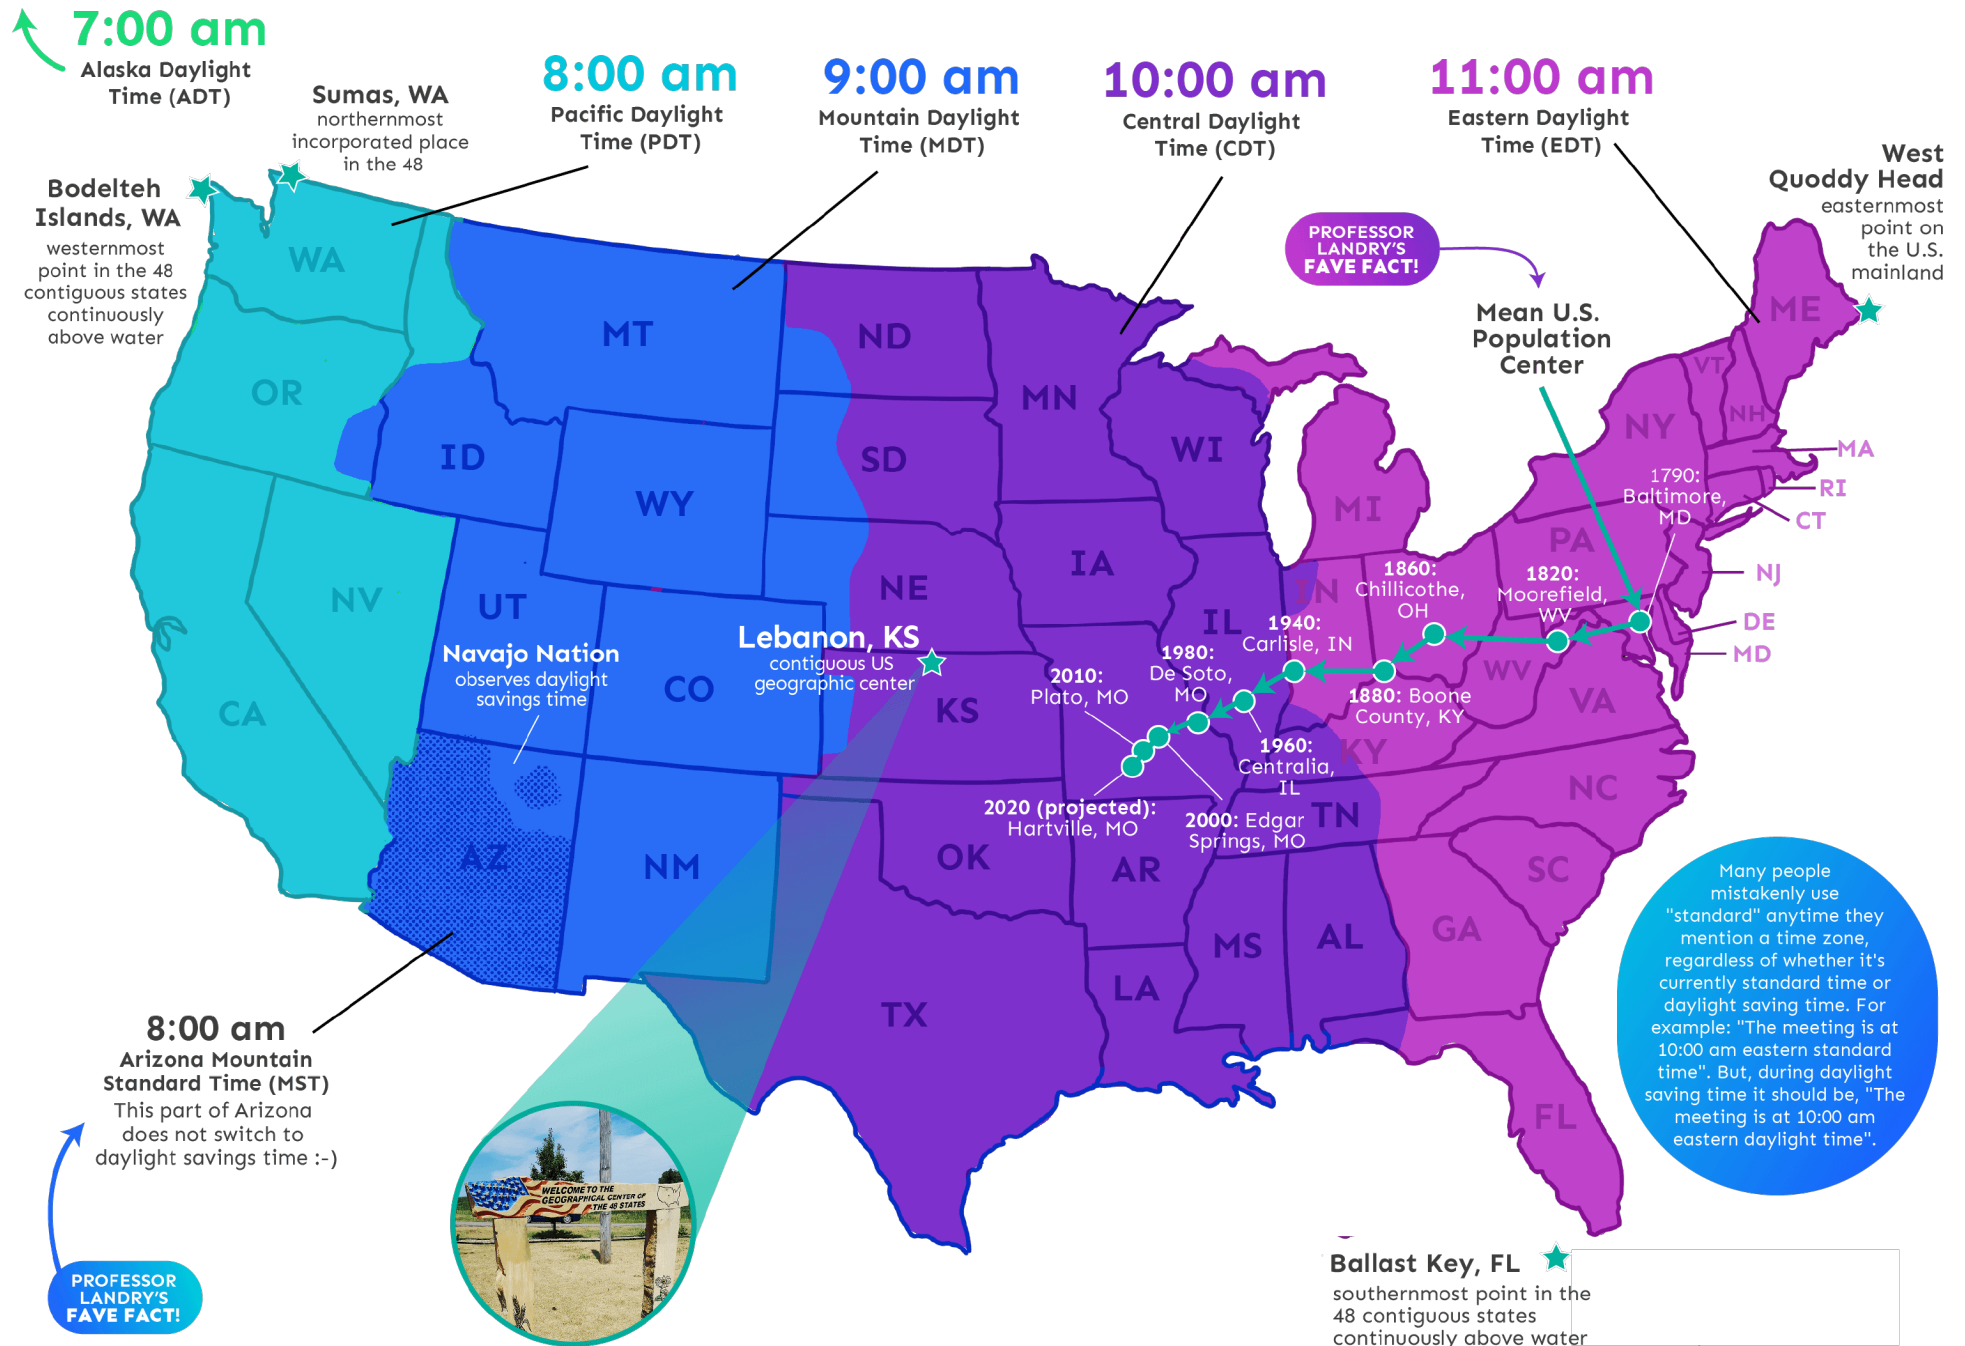 7:00 am
Alaska Daylight
Time (ADT)
Sumas, WA
northernmost
incorporated place
in the 48
8:00 am
Pacific Daylight
Time (PDT)
9:00 am
Mountain Daylight
Time (MDT)
10:00 am
Central Daylight
Time (CDT)
11:00 am
Eastern Daylight
Time (EDT)
West
Quoddy Head
easternmost
point on
the U.S.
mainland
Bodelteh
Islands, WA
westernmost
point in the 48
contiguous states
continuously
above water
PROFESSOR
LANDRY'S
FAVE FACT!
Mean U.S.
Population
Center
WA
OR
CA
NV
ID
MT
WY
UT
CO
AZ
NM
ND
SD
NE
KS
OK
TX
MN
IA
AR
LA
WI
IL
MS
AL
TN
MI
IN
KY
GA
FL
SC
NC
VA
WV
PA
NY
VT
NH
ME
MA
RI
CT
NJ
DE
MD
1790:
Baltimore,
MD
1820:
Moorefield,
WV
1860:
Chillicothe,
OH
1880: Boone
County, KY
1940:
Carlisle, IN
1960:
Centralia,
IL
1980:
De Soto,
MO
2000: Edgar
Springs, MO
2010:
Plato, MO
2020 (projected):
Hartville, MO
Navajo Nation
observes daylight
savings time
Lebanon, KS
contiguous US
geographic center
8:00 am
Arizona Mountain
Standard Time (MST)
This part of Arizona
does not switch to
daylight savings time :-)
PROFESSOR
LANDRY'S
FAVE FACT!
WELCOME TO THE
GEOGRAPHICAL CENTER OF
THE 48 STATES
Many people
mistakenly use
"standard" anytime they
mention a time zone,
regardless of whether it's
currently standard time or
daylight saving time. For
example: "The meeting is at
10:00 am eastern standard
time". But, during daylight
saving time it should be, "The
meeting is at 10:00 am
eastern daylight time".
Ballast Key, FL
southernmost point in the
48 contiguous states
continuously above water